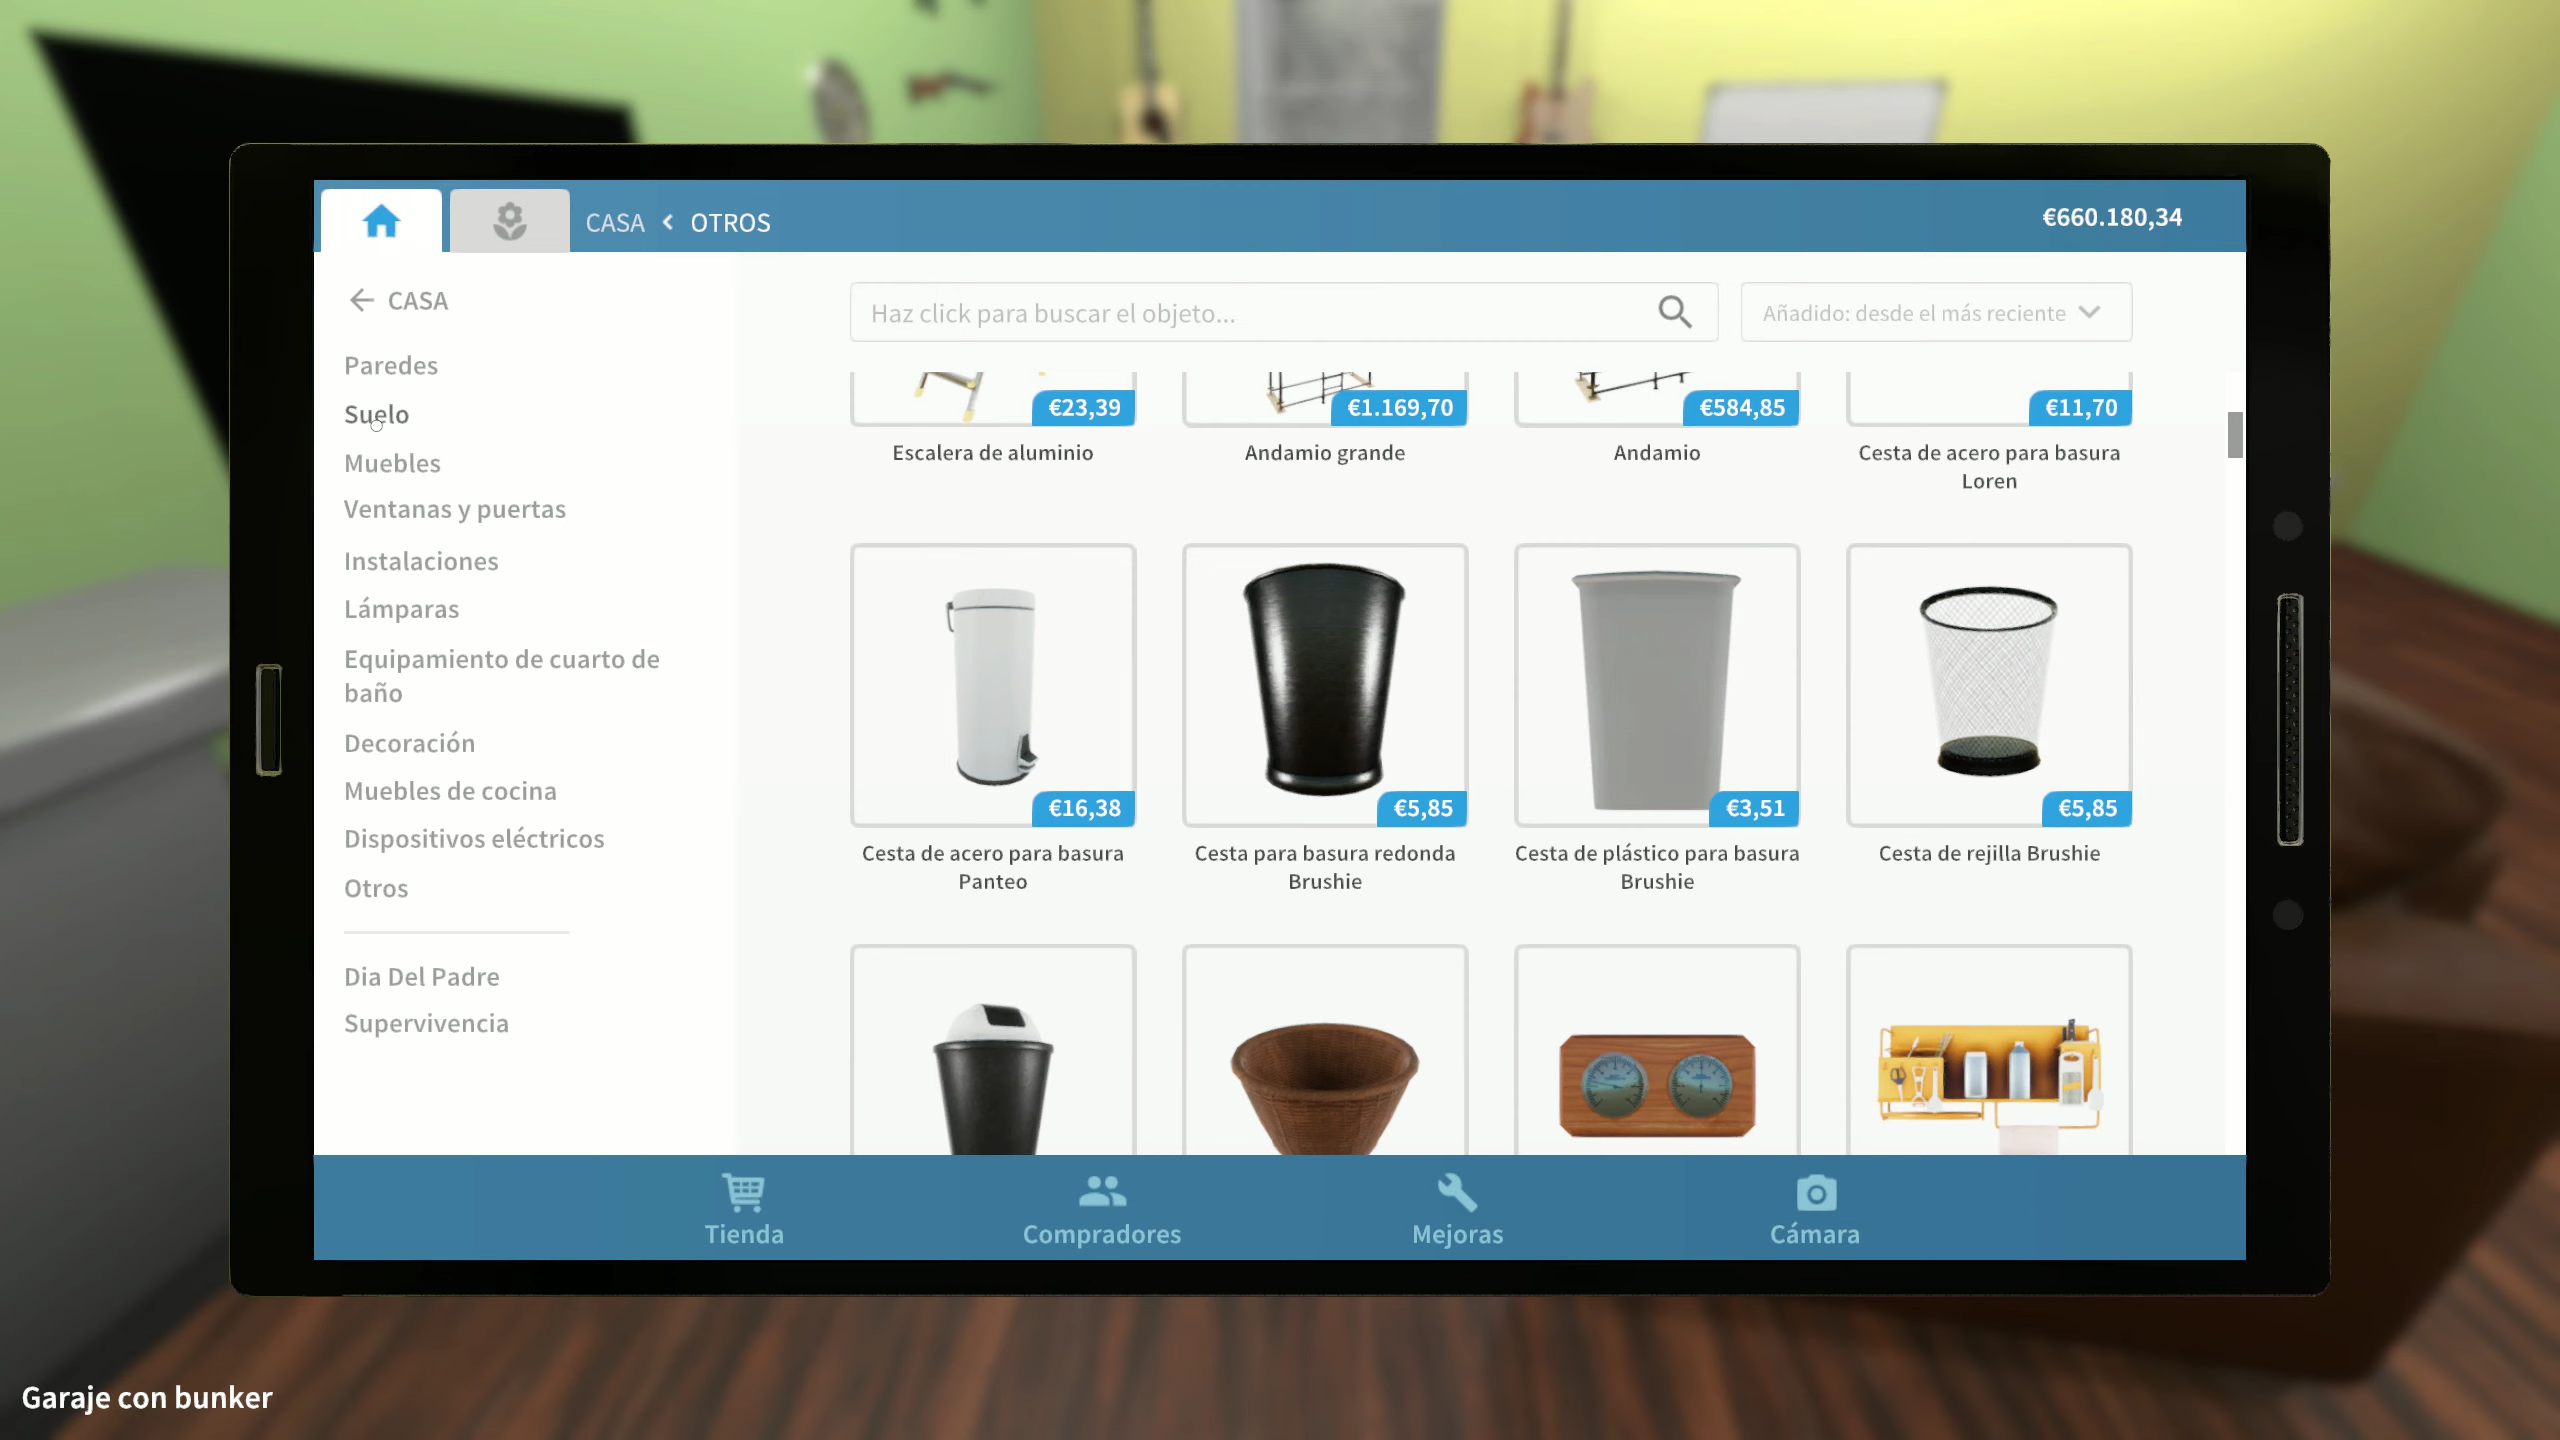 CASA < OTROS
€660.180,34
CASA
Paredes
Suelo
Muebles
Ventanas y puertas
Instalaciones
Lámparas
Equipamiento de cuarto de
baño
Decoración
Muebles de cocina
Dispositivos eléctricos
Otros
Dia Del Padre
Supervivencia
Haz click para buscar el objeto...
Añadido: desde el más reciente
€23,39
€1.169,70
€584,85
€11,70
Escalera de aluminio
Andamio grande
Andamio
Cesta de acero para basura
Loren
€16,38
€5,85
€3,51
€5,85
Cesta de acero para basura
Panteo
Cesta para basura redonda
Brushie
Cesta de plástico para basura
Brushie
Cesta de rejilla Brushie
Tienda
Compradores
Mejoras
Cámara
Garaje con bunker